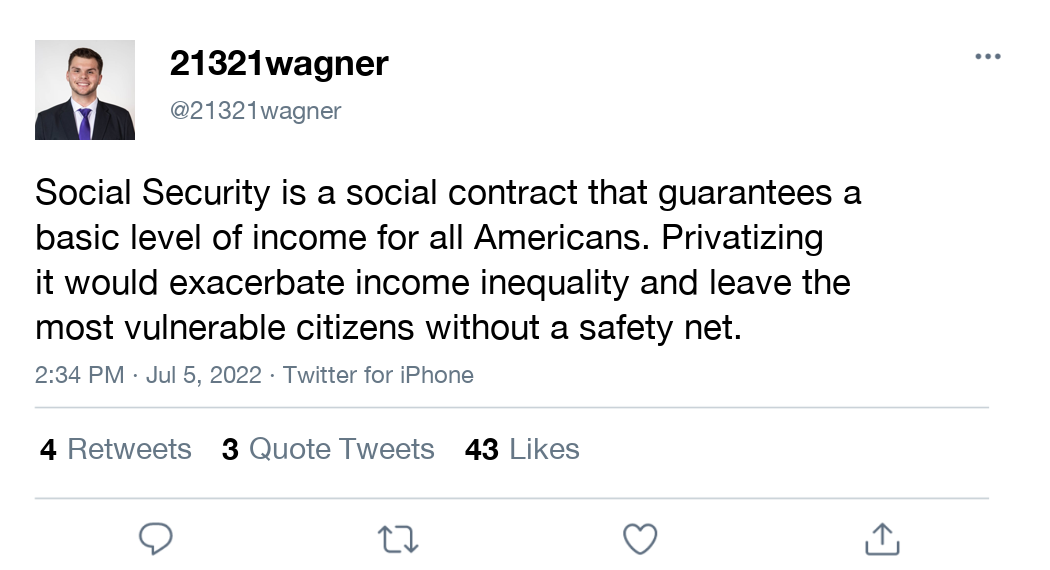 21321wagner
@21321wagner
Social Security is a social contract that guarantees a
basic level of income for all Americans. Privatizing
it would exacerbate income inequality and leave the
most vulnerable citizens without a safety net.
2:34 PM · Jul 5, 2022 · Twitter for iPhone
4 Retweets 3 Quote Tweets 43 Likes